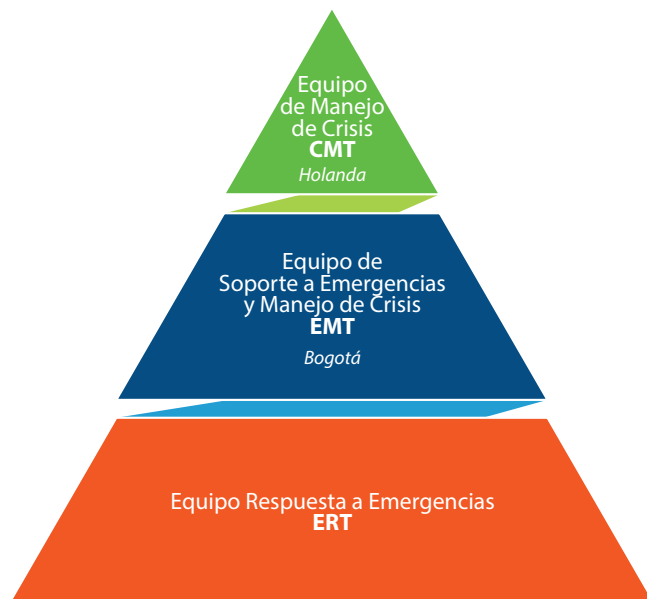 Equipo
de Manejo
de Crisis
CMT
Holanda
Equipo de
Soporte a Emergencias
y Manejo de Crisis
EMT
Bogotá
Equipo Respuesta a Emergencias
ERT